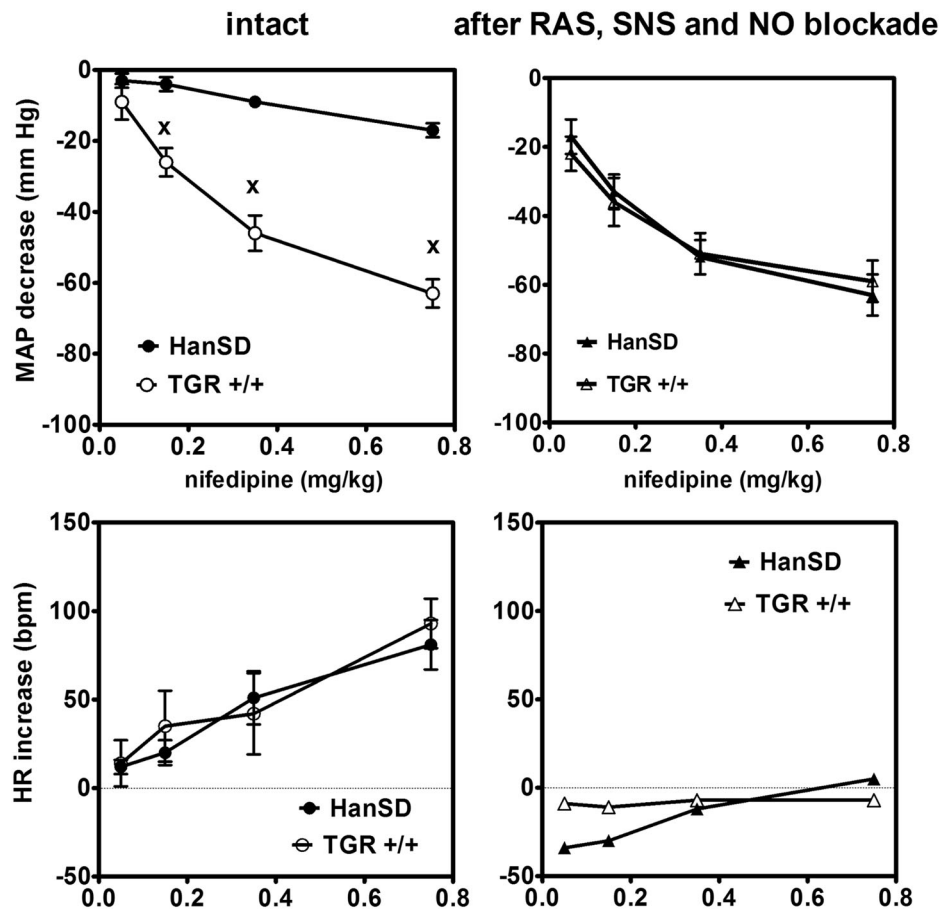 intact
after RAS, SNS and NO blockade
MAP decrease (mm Hg)
0
-20
-40
-60
-80
-100
x
x
x
HanSD
TGR +/+
0.0 0.2 0.4 0.6 0.8
nifedipine (mg/kg)
0
-20
-40
-60
-80
-100
HanSD
TGR +/+
0.0 0.2 0.4 0.6 0.8
nifedipine (mg/kg)
HR increase (bpm)
150
100
50
0
-50
HanSD
TGR +/+
0.0 0.2 0.4 0.6 0.8
150
100
50
0
-50
HanSD
TGR +/+
0.0 0.2 0.4 0.6 0.8